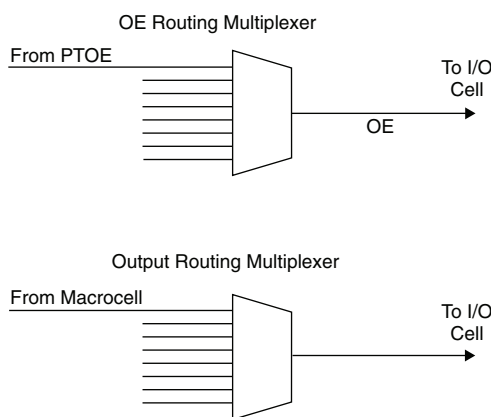 OE Routing Multiplexer
From PTOE
To I/O
Cell
OE
Output Routing Multiplexer
From Macrocell
To I/O
Cell